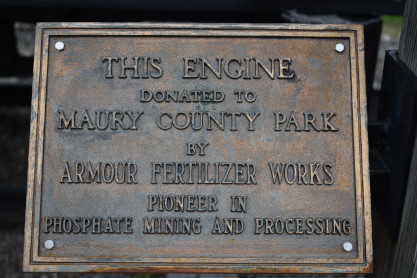 THIS ENGINE
DONATED TO
MAURY COUNTY PARK
BY
ARMOUR FERTILIZER WORKS
PIONEER IN
PHOSPHATE MINING AND PROCESSING